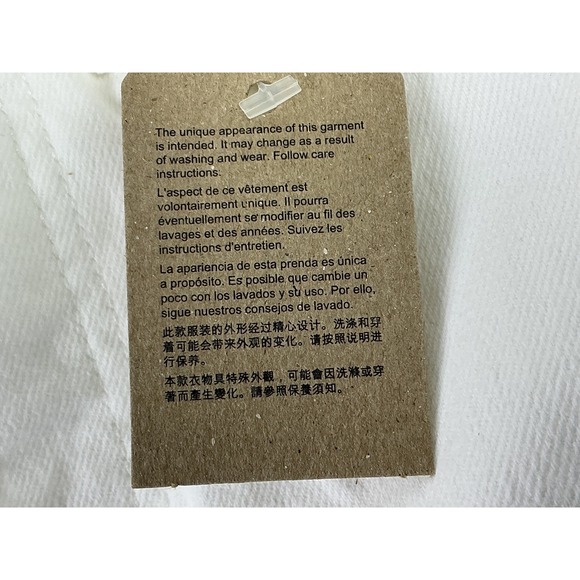 The unique appearance of this garment
is intended. It may change as a result
of washing and wear. Follow care
instructions.
L'aspect de ce vêtement est
volontairement unique. Il pourra
éventuellement se modifier au fil des
lavages et des années. Suivez les
instructions d'entretien.
La apariencia de esta prenda es única
a propósito. Es posible que cambie un
poco con los lavados y su uso. Por ello,
sigue nuestros consejos de lavado.
此款服装的外形经过精心设计。洗涤和穿
着可能会带来外观的变化。请按照说明进
行保养。
本款衣物具特殊外觀，可能會因洗滌或穿
著而產生變化。請參照保養須知。